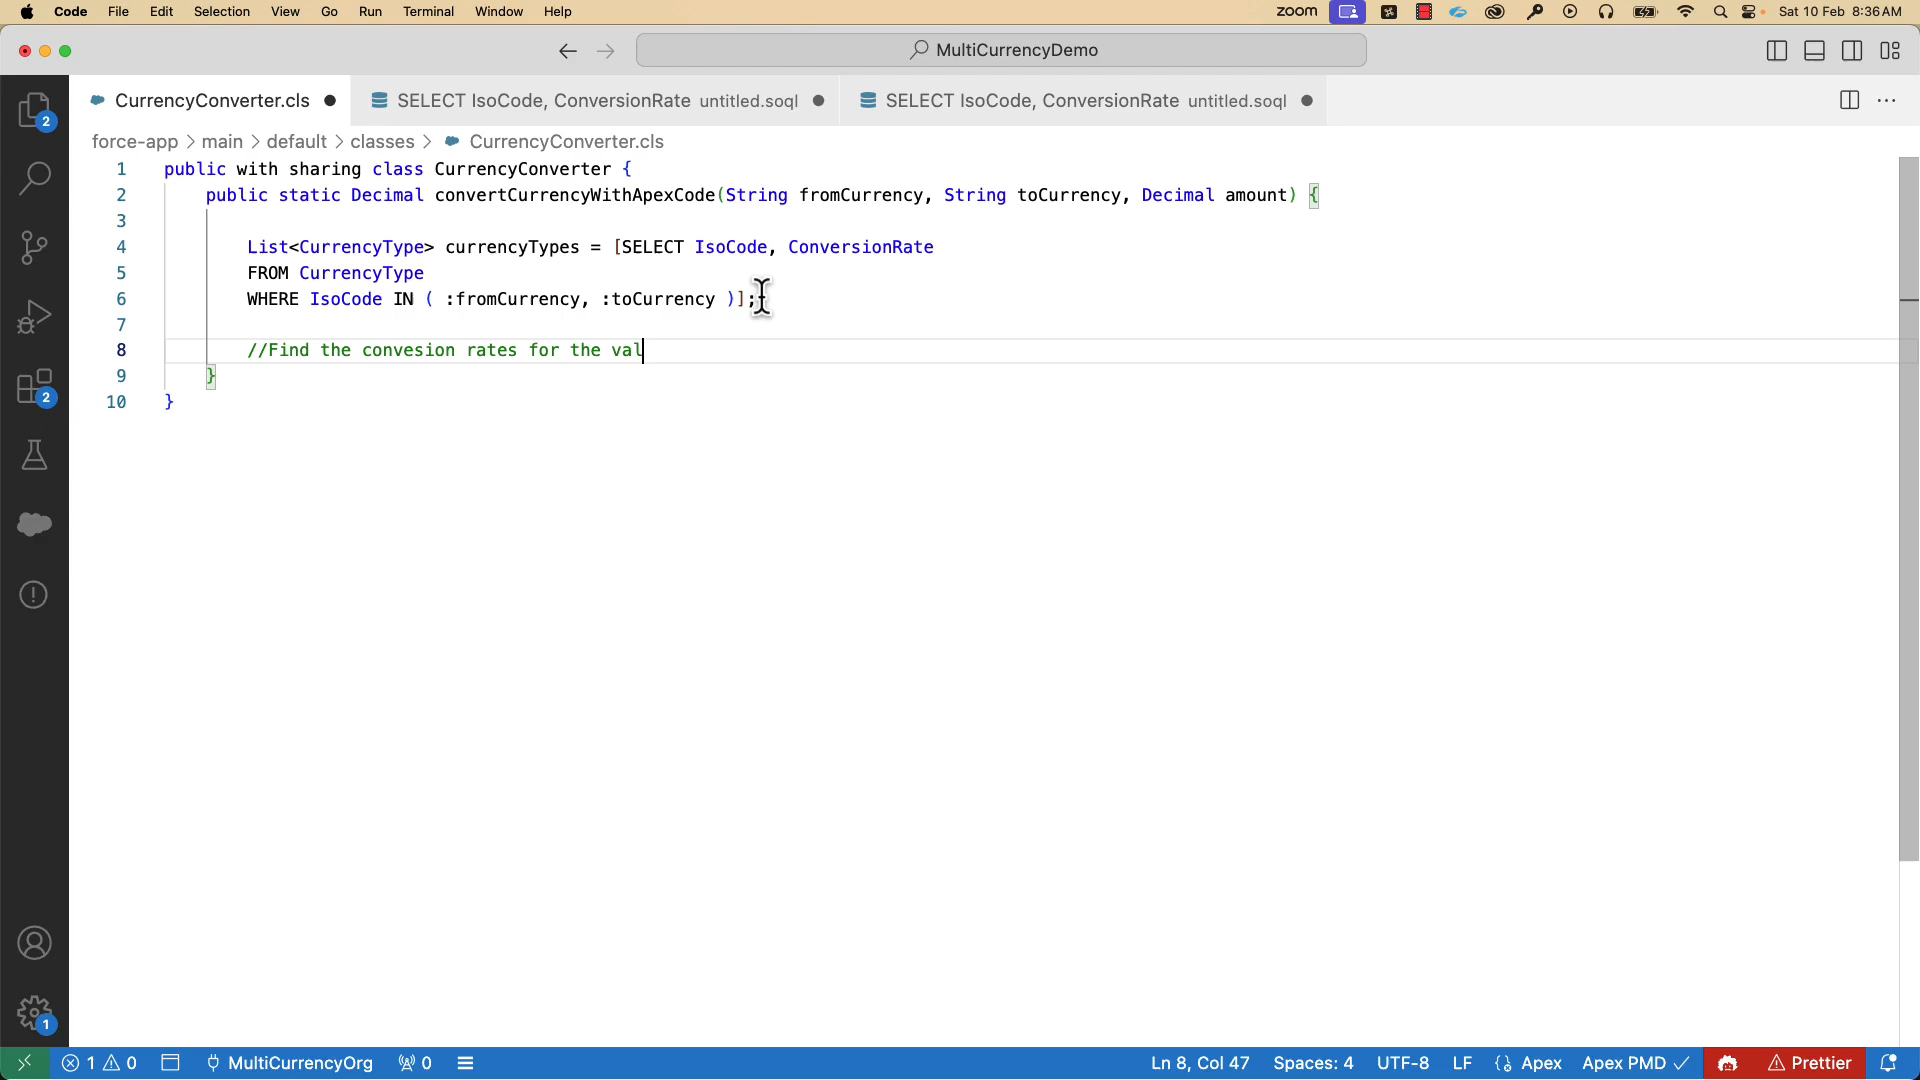 Code File Edit Selection View Go Run Terminal Window Help zoom Sat 10 Feb 8:36 AM
MultiCurrencyDemo
CurrencyConverter.cls SELECT IsoCode, ConversionRate untitled.soql SELECT IsoCode, ConversionRate untitled.soql
force-app > main > default > classes > CurrencyConverter.cls
1 public with sharing class CurrencyConverter {
2 public static Decimal convertCurrencyWithApexCode(String fromCurrency, String toCurrency, Decimal amount) {
3
4 List<CurrencyType> currencyTypes = [SELECT IsoCode, ConversionRate
5 FROM CurrencyType
6 WHERE IsoCode IN ( :fromCurrency, :toCurrency )];
7
8 //Find the convesion rates for the val
9 }
10 }
2
2
1
1 0 MultiCurrencyOrg 0 Ln 8, Col 47 Spaces: 4 UTF-8 LF Apex Apex PMD Prettier